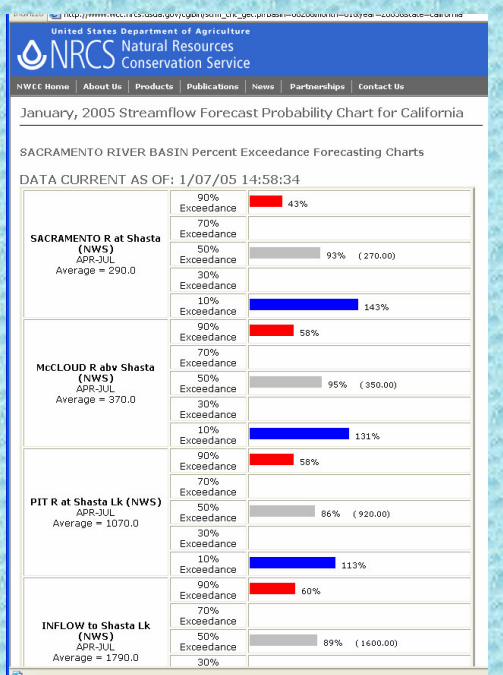 United States Department of Agriculture
NRCS Natural Resources Conservation Service
NWCC Home | About Us | Products | Publications | News | Partnerships | Contact Us
January, 2005 Streamflow Forecast Probability Chart for California
SACRAMENTO RIVER BASIN Percent Exceedance Forecasting Charts
DATA CURRENT AS OF: 1/07/05 14:58:34
SACRAMENTO R at Shasta
(NWS)
APR-JUL
Average = 290.0
90% Exceedance 43%
70% Exceedance
50% Exceedance 93% (270.00)
30% Exceedance
10% Exceedance 143%
McCLOUD R abv Shasta
(NWS)
APR-JUL
Average = 370.0
90% Exceedance 58%
70% Exceedance
50% Exceedance 95% (350.00)
30% Exceedance
10% Exceedance 131%
PIT R at Shasta Lk (NWS)
APR-JUL
Average = 1070.0
90% Exceedance 58%
70% Exceedance
50% Exceedance 86% (920.00)
30% Exceedance
10% Exceedance 113%
INFLOW to Shasta Lk
(NWS)
APR-JUL
Average = 1790.0
90% Exceedance 60%
70% Exceedance
50% Exceedance 89% (1600.00)
30%